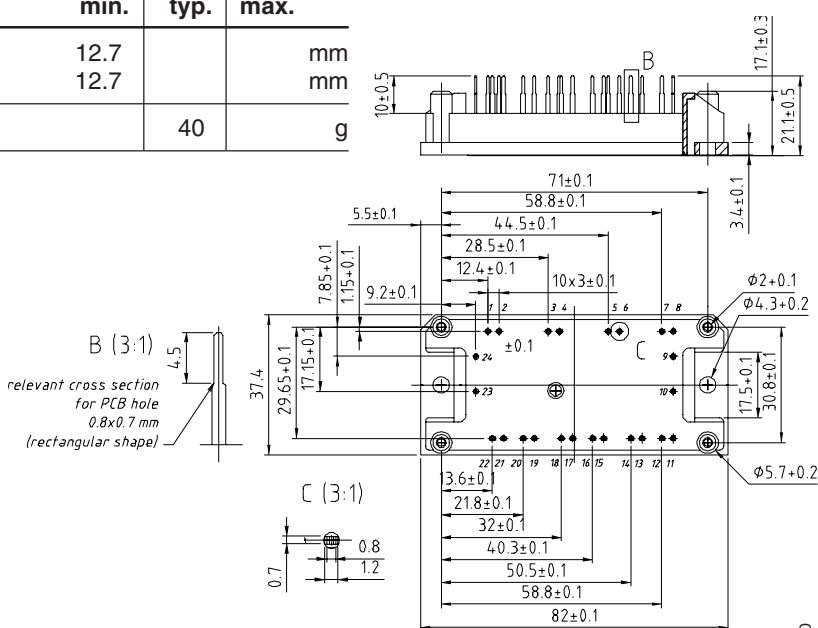 min. typ. max.
12.7 mm
12.7 mm
40 g
B
10±0.5
17.1±0.3
21.1±0.5
3.4±0.1
71±0.1
58.8±0.1
5.5±0.1
44.5±0.1
28.5±0.1
12.4±0.1
7.85+0.1
1.15+0.1
9.2±0.1
10x3±0.1
Φ2+0.1
Φ4.3+0.2
1 2 3 4 5 6 7 8
±0.1
C
24
9
23
10
B (3:1)
4.5
relevant cross section
for PCB hole
0.8x0.7 mm
(rectangular shape)
37.4
29.65±0.1
17.15±0.1
17.5±0.1
30.8±0.1
22 21 20 19 18 17 16 15 14 13 12 11
Φ5.7+0.2
13.6±0.1
C (3:1)
21.8±0.1
32±0.1
0.8
40.3±0.1
1.2
0.7
50.5±0.1
58.8±0.1
82±0.1